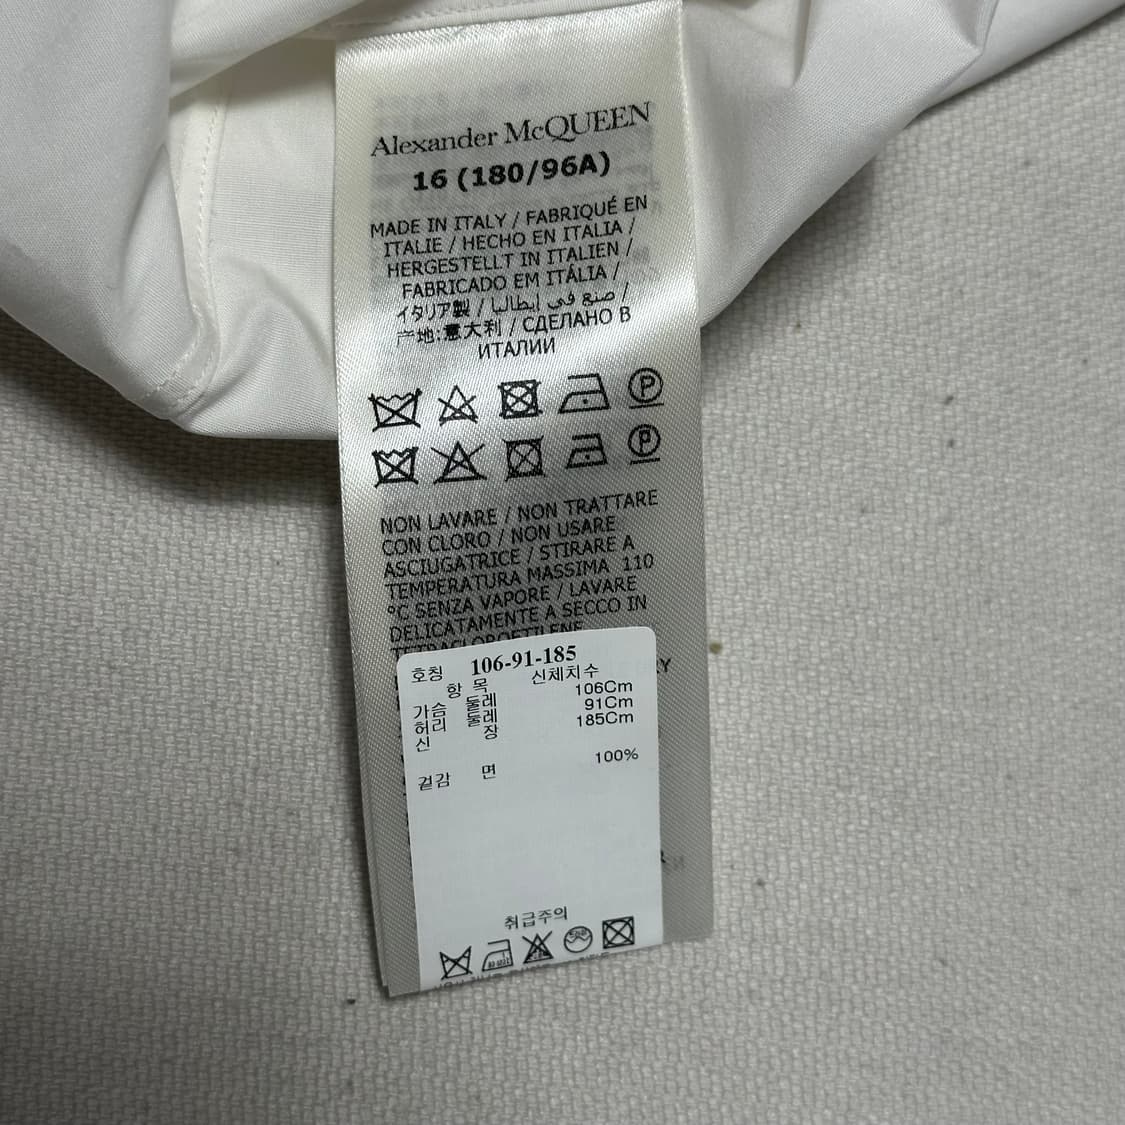 Alexander McQUEEN
16 (180/96A)
MADE IN ITALY / FABRIQUÉ EN
ITALIE / HECHO EN ITALIA /
HERGESTELLT IN ITALIEN /
FABRICADO EM ITÁLIA /
イタリア製 / صنع في إيطاليا /
产地:意大利 / СДЕЛАНО В
ИТАЛИИ
P
P
NON LAVARE / NON TRATTARE
CON CLORO / NON USARE
ASCIUGATRICE / STIRARE A
TEMPERATURA MASSIMA 110
°C SENZA VAPORE / LAVARE
DELICATAMENTE A SECCO IN
TETRACLOROETILENE
호칭 106-91-185
항 목 신체치수
가슴 둘레 106Cm
허리 둘레 91Cm
신 장 185Cm
겉감 면 100%
취급주의